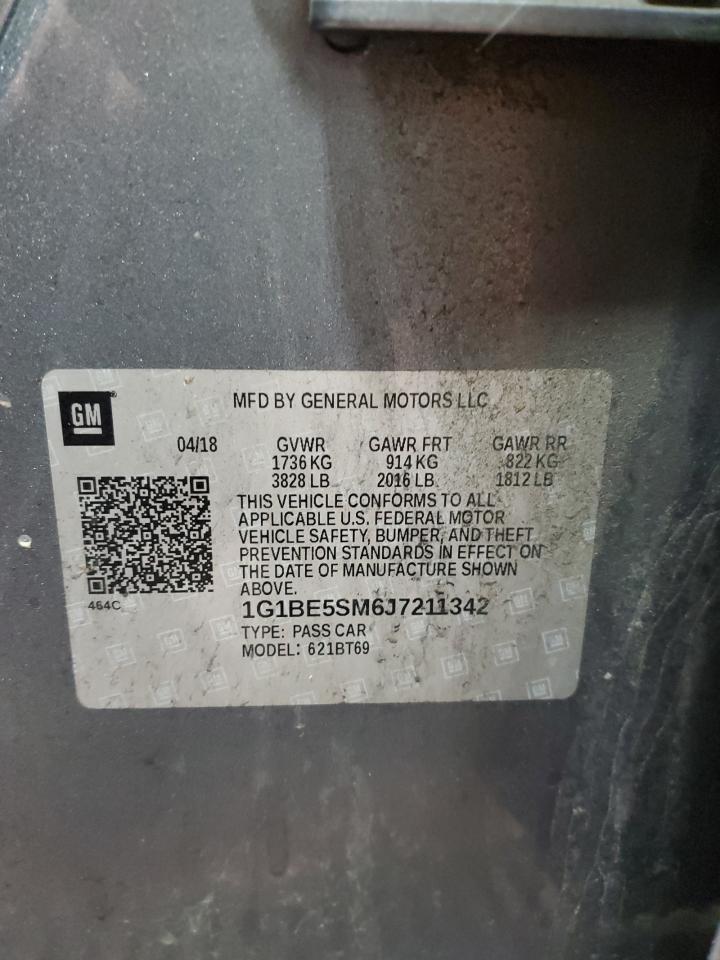 GM
MFD BY GENERAL MOTORS LLC
04/18 GVWR GAWR FRT GAWR RR
1736 KG 914 KG 822 KG
3828 LB 2016 LB 1812 LB
THIS VEHICLE CONFORMS TO ALL
APPLICABLE U.S. FEDERAL MOTOR
VEHICLE SAFETY, BUMPER, AND THEFT
PREVENTION STANDARDS IN EFFECT ON
THE DATE OF MANUFACTURE SHOWN
ABOVE.
464C
1G1BE5SM6J7211342
TYPE: PASS CAR
MODEL: 621BT69